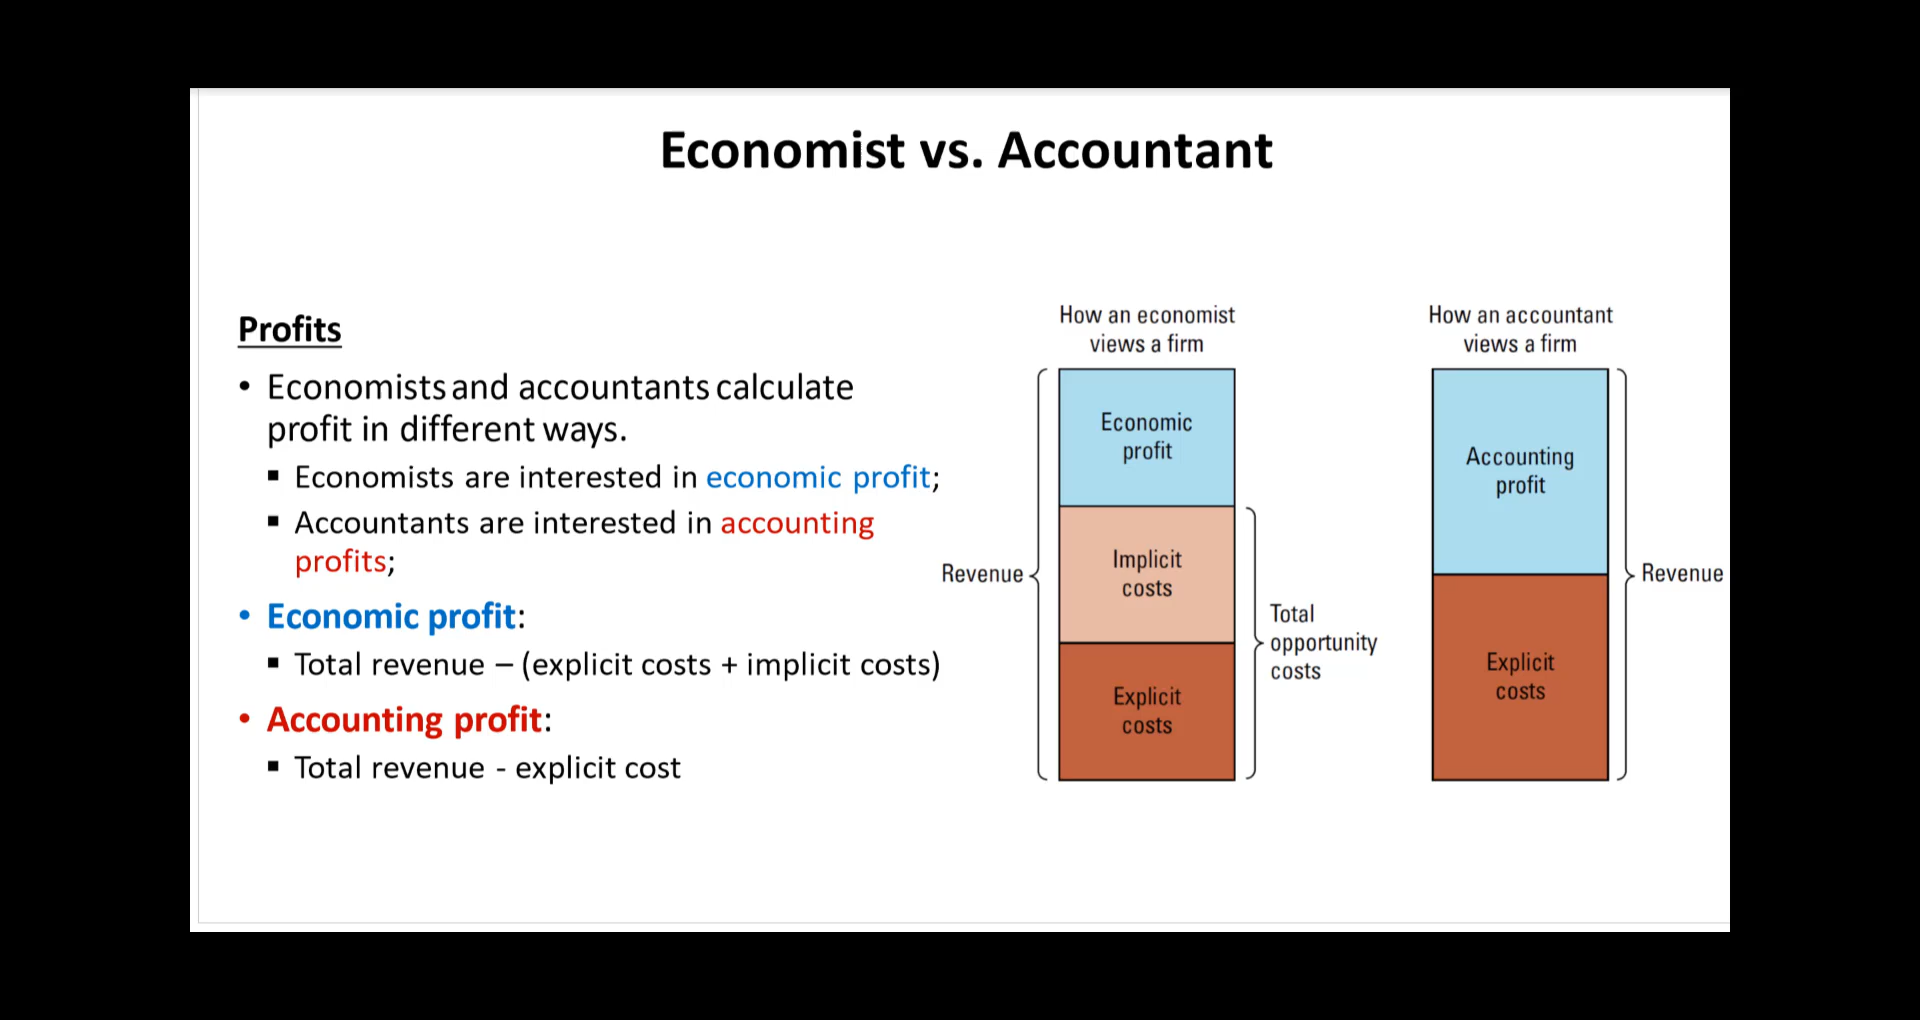 Economist vs. Accountant
Profits
• Economists and accountants calculate
profit in different ways.
▪ Economists are interested in economic profit;
▪ Accountants are interested in accounting
profits;
• Economic profit:
▪ Total revenue – (explicit costs + implicit costs)
• Accounting profit:
▪ Total revenue - explicit cost
How an economist
views a firm
Revenue
Economic
profit
Implicit
costs
Explicit
costs
Total
opportunity
costs
How an accountant
views a firm
Accounting
profit
Explicit
costs
Revenue